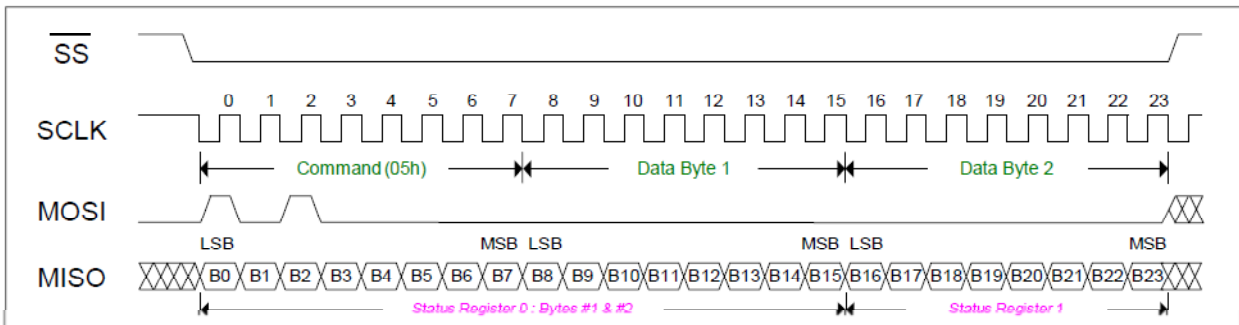 SS
0 1 2 3 4 5 6 7 8 9 10 11 12 13 14 15 16 17 18 19 20 21 22 23
SCLK
Command (05h) Data Byte 1 Data Byte 2
MOSI
LSB MSB LSB MSB LSB MSB
MISO B0 B1 B2 B3 B4 B5 B6 B7 B8 B9 B10 B11 B12 B13 B14 B15 B16 B17 B18 B19 B20 B21 B22 B23
Status Register 0 : Bytes #1 & #2 Status Register 1